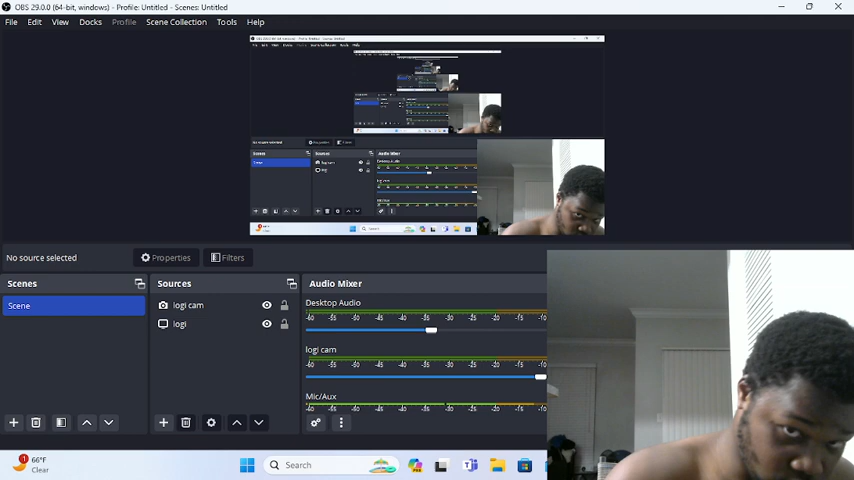 OBS 29.0.0 (64-bit, windows) - Profile: Untitled - Scenes: Untitled
File Edit View Docks Profile Scene Collection Tools Help
No source selected
Properties
Filters
Scenes
Sources
Audio Mixer
Scene
logi cam
logi
Desktop Audio
-60 -55 -50 -45 -40 -35 -30 -25 -20 -15 -10
logi cam
-60 -55 -50 -45 -40 -35 -30 -25 -20 -15 -10
Mic/Aux
-60 -55 -50 -45 -40 -35 -30 -25 -20 -15 -10
66°F
Clear
Search